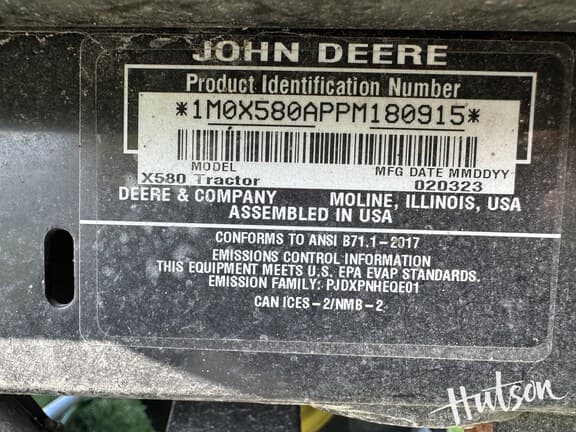 JOHN DEERE
Product Identification Number
*1M0X580APPM180915*
MODEL MFG DATE MMDDYY
X580 Tractor 020323
DEERE & COMPANY MOLINE, ILLINOIS, USA
ASSEMBLED IN USA
CONFORMS TO ANSI B71.1-2017
EMISSIONS CONTROL INFORMATION
THIS EQUIPMENT MEETS U.S. EPA EVAP STANDARDS.
EMISSION FAMILY: PJDXPNHEQE01
CAN ICES-2/NMB-2
Hutson